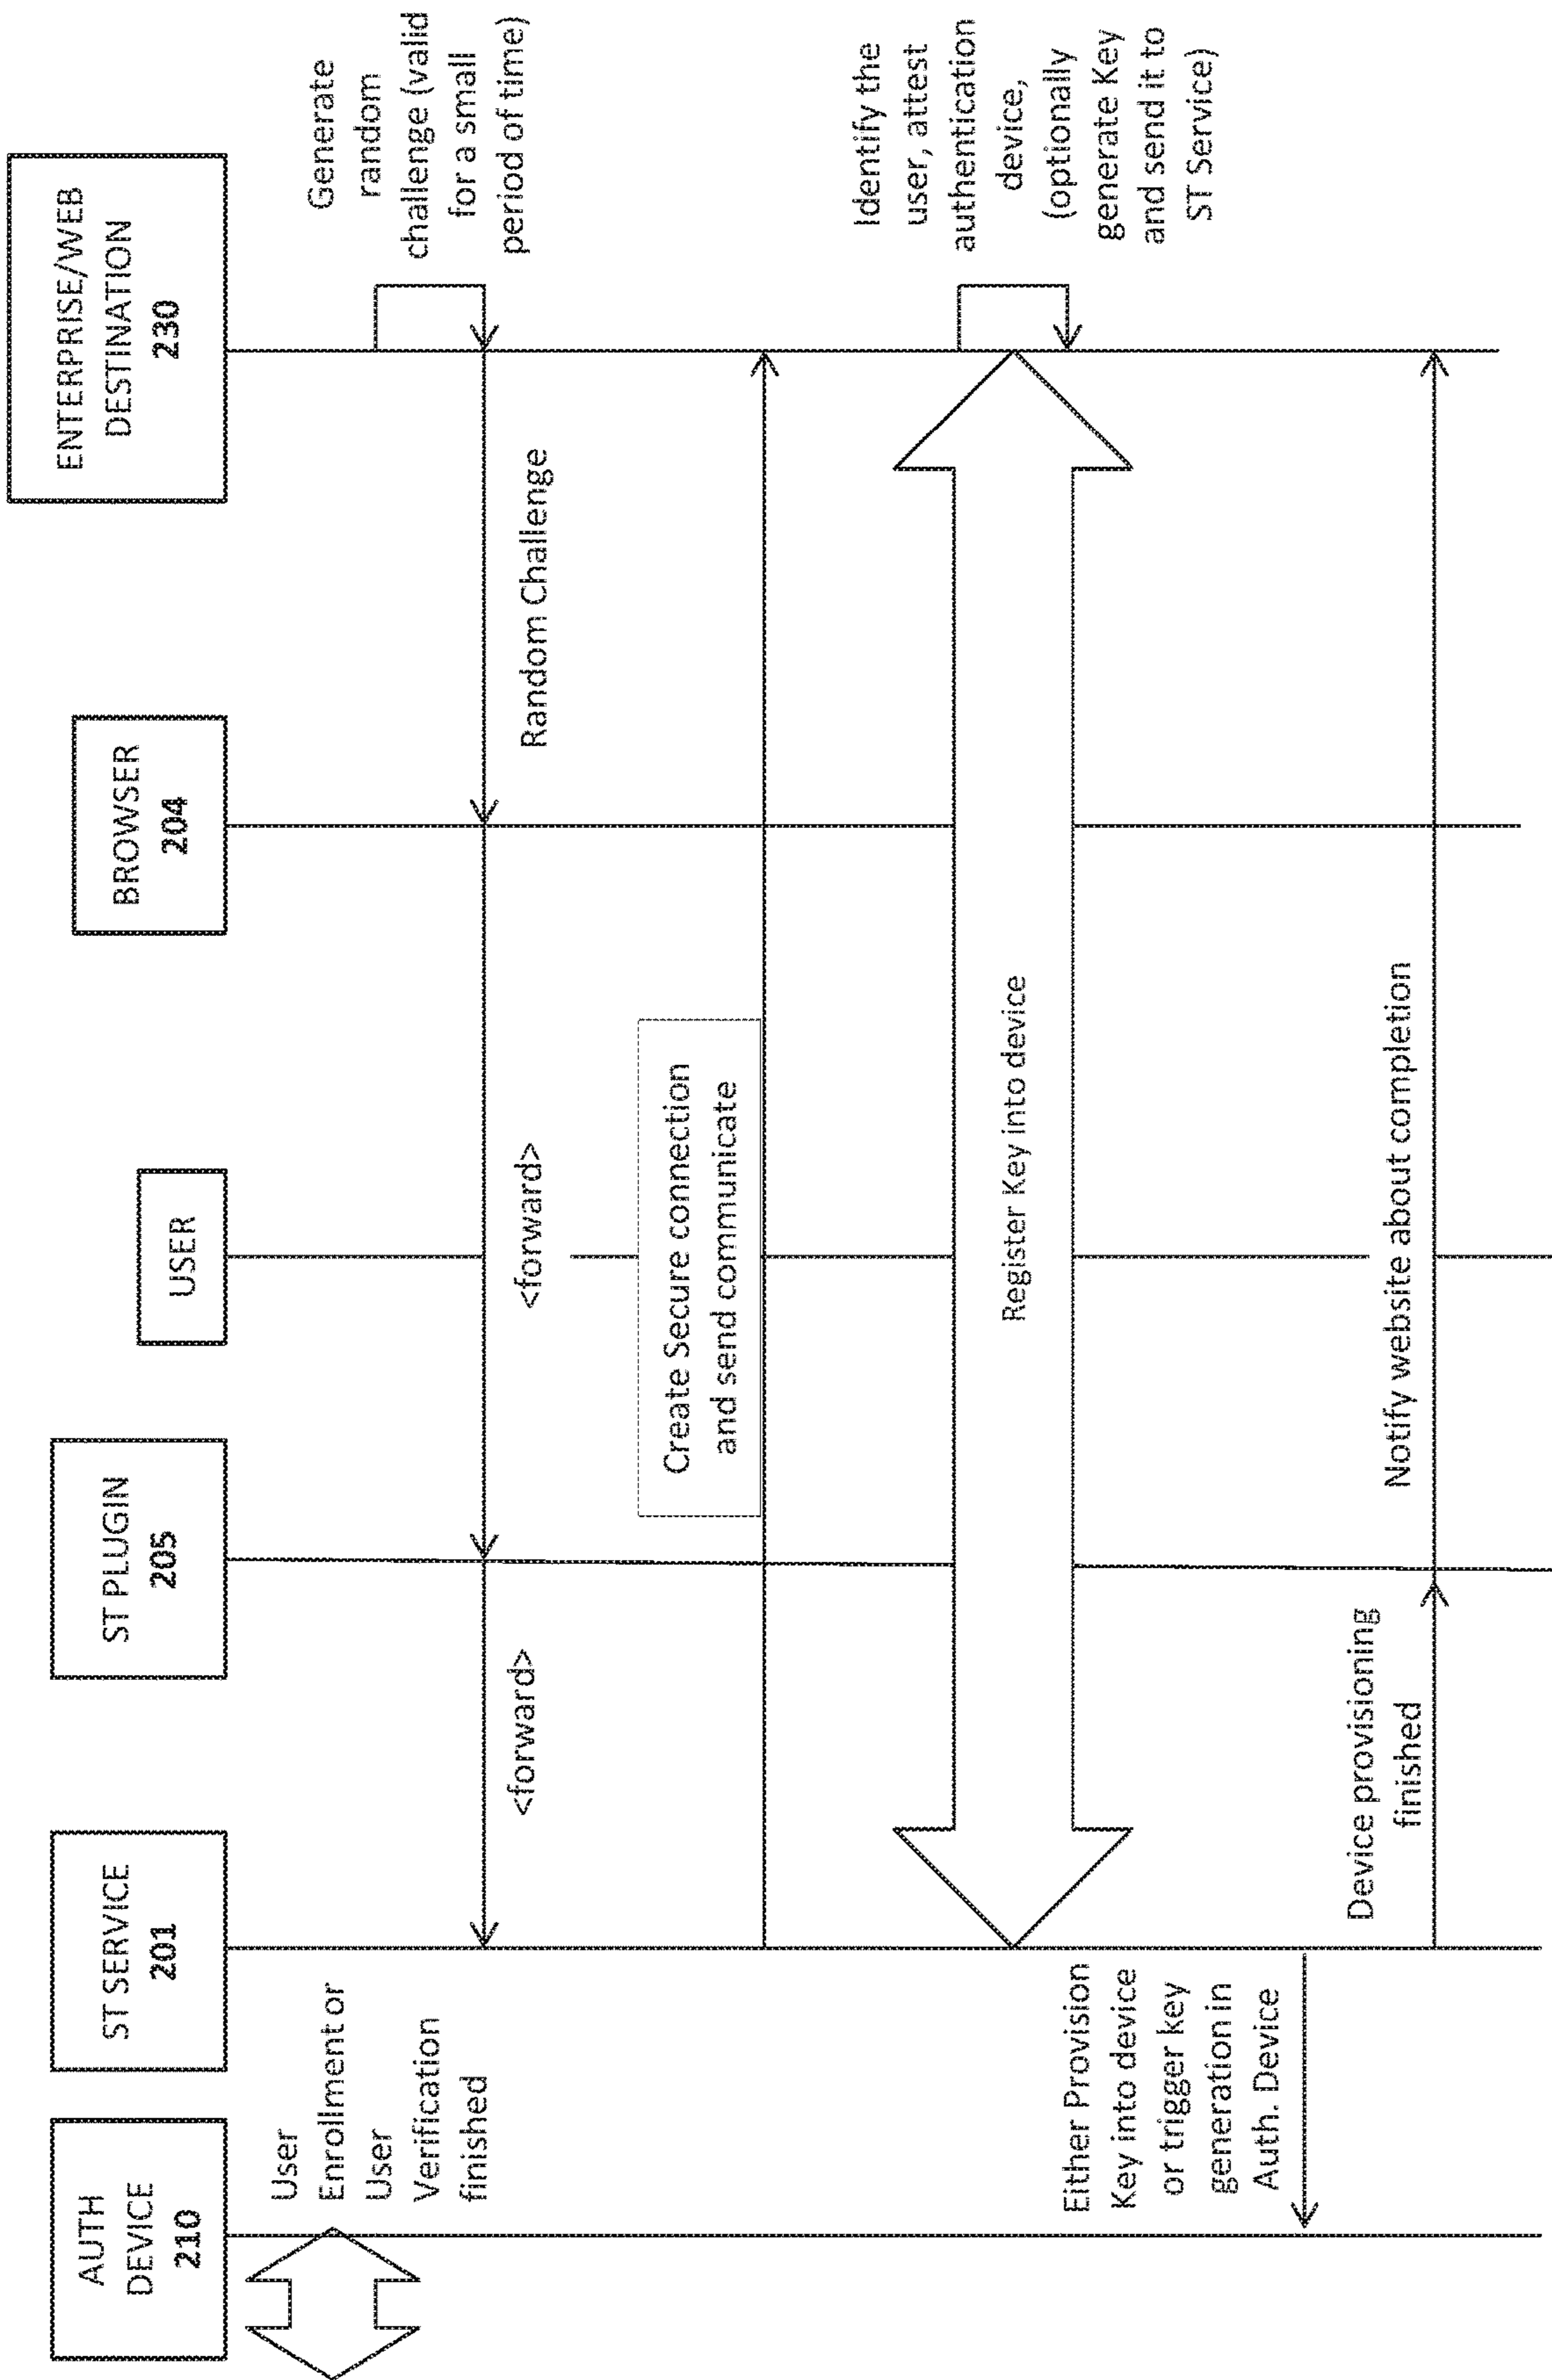 AUTH
DEVICE
210
ST SERVICE
201
ST PLUGIN
205
USER
BROWSER
204
ENTERPRISE/WEB
DESTINATION
230
User
Enrollment or
User
Verification
finished
Generate
random
challenge (valid
for a small
period of time)
<forward>
<forward>
Random Challenge
Create Secure connection
and send communicate
Identify the
user, attest
authentication
device,
(optionally
generate Key
and send it to
ST Service)
Register Key into device
Either Provision
Key into device
or trigger key
generation in
Auth. Device
Device provisioning
finished
Notify website about completion